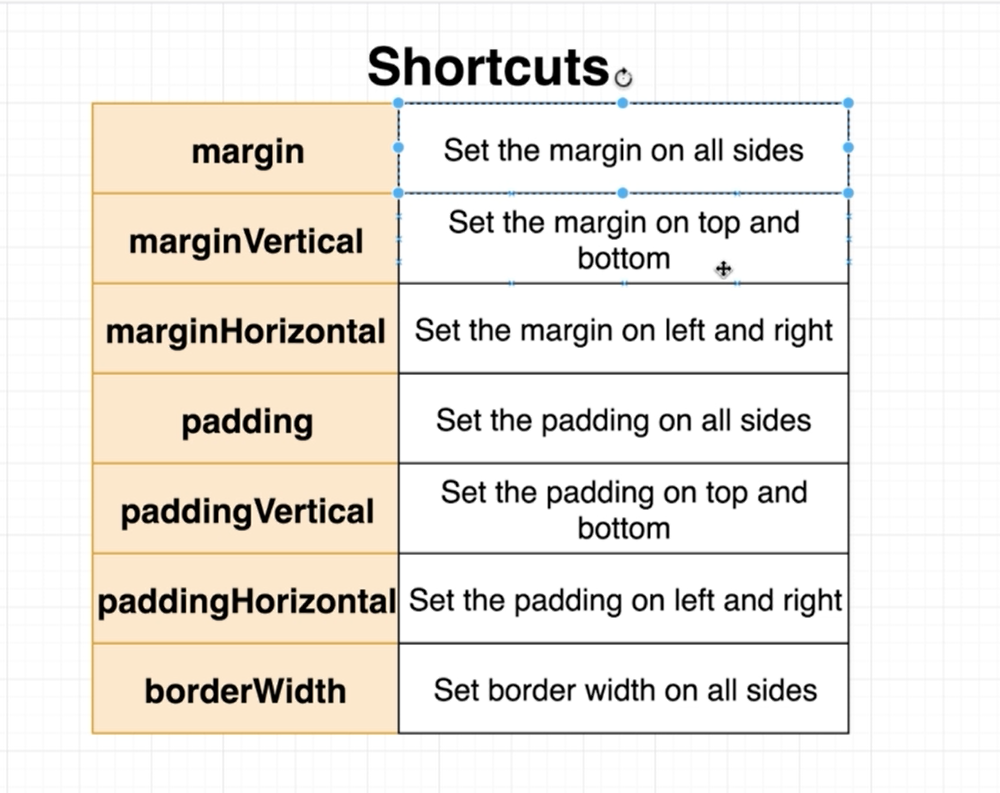 Shortcuts
margin
Set the margin on all sides
marginVertical
Set the margin on top and
bottom
marginHorizontal
Set the margin on left and right
padding
Set the padding on all sides
paddingVertical
Set the padding on top and
bottom
paddingHorizontal
Set the padding on left and right
borderWidth
Set border width on all sides